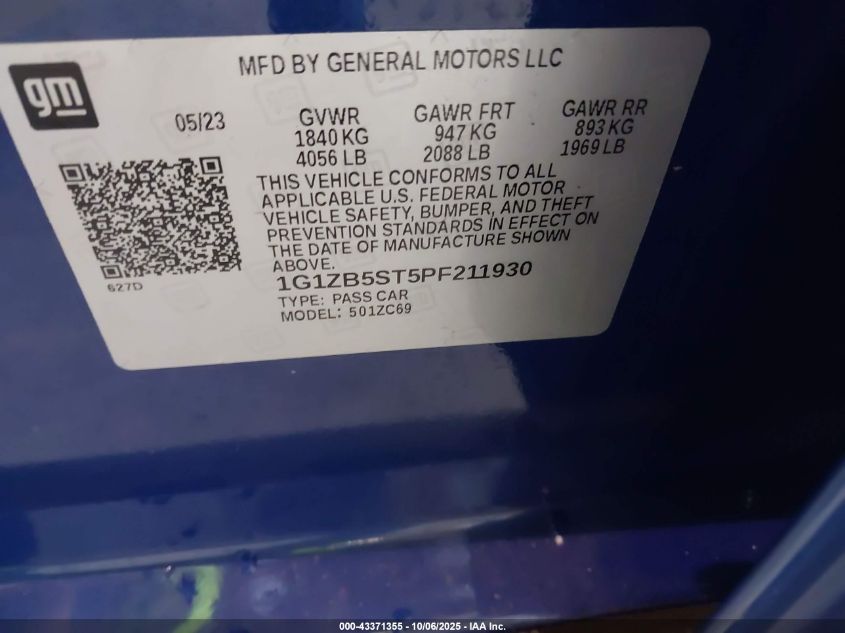 MFD BY GENERAL MOTORS LLC
gm
05/23
GVWR GAWR FRT GAWR RR
1840 KG 947 KG 893 KG
4056 LB 2088 LB 1969 LB
THIS VEHICLE CONFORMS TO ALL
APPLICABLE U.S. FEDERAL MOTOR
VEHICLE SAFETY, BUMPER, AND THEFT
PREVENTION STANDARDS IN EFFECT ON
THE DATE OF MANUFACTURE SHOWN
ABOVE.
627D
1G1ZB5ST5PF211930
TYPE: PASS CAR
MODEL: 501ZC69
000-43371355 - 10/06/2025 - IAA Inc.